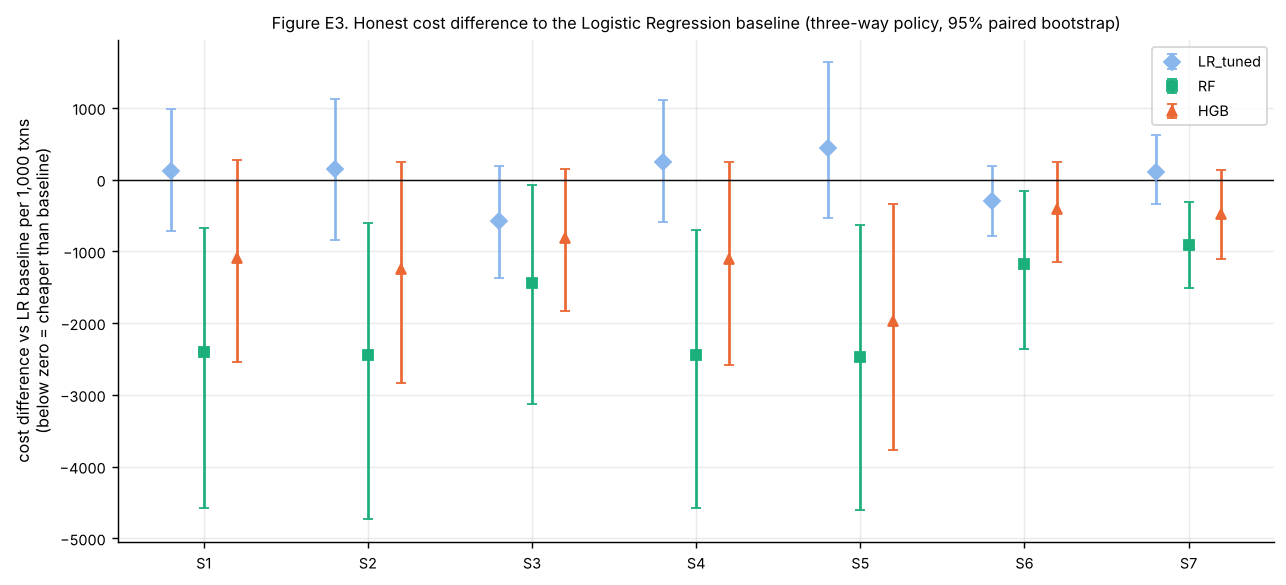 Figure E3. Honest cost difference to the Logistic Regression baseline (three-way policy, 95% paired bootstrap)
LR_tuned
RF
HGB
cost difference vs LR baseline per 1,000 txns
(below zero = cheaper than baseline)
1000
0
−1000
−2000
−3000
−4000
−5000
S1
S2
S3
S4
S5
S6
S7